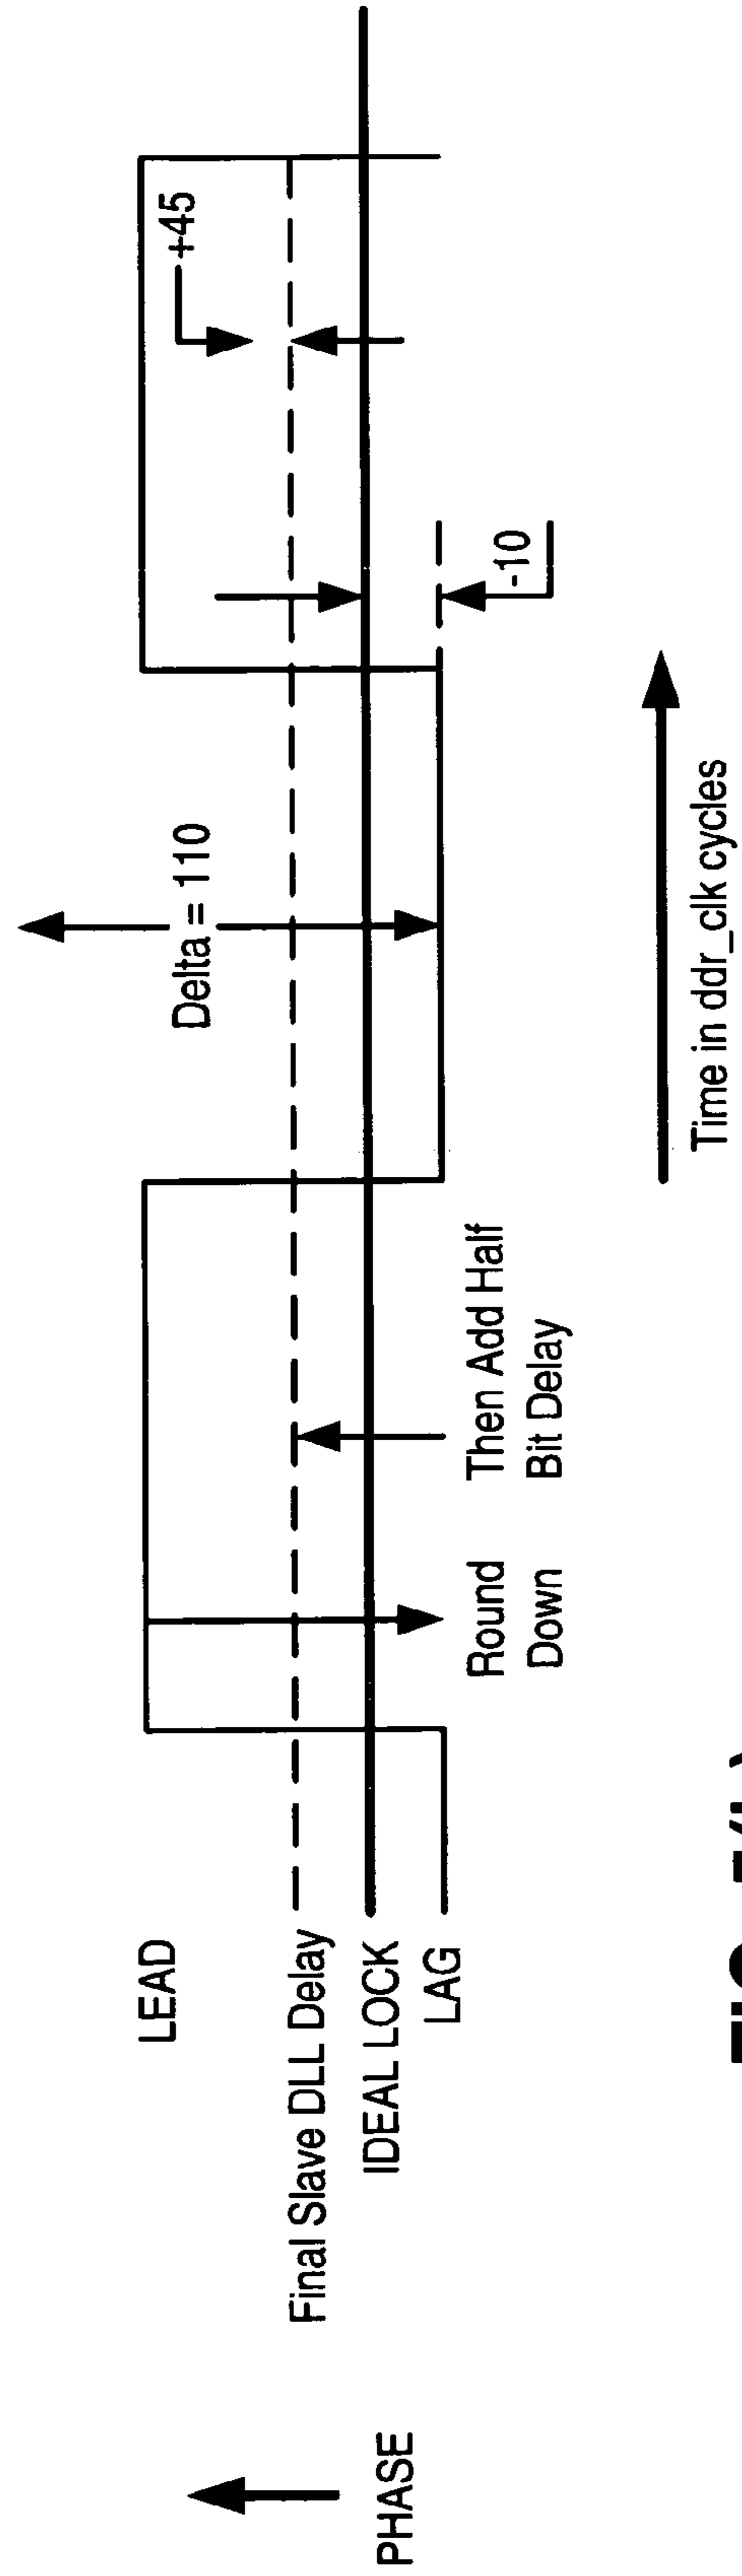 LEAD
Final Slave DLL Delay
IDEAL LOCK
LAG
PHASE
Round
Down
Then Add Half
Bit Delay
Delta = 110
-10
+45
Time in ddr_clk cycles